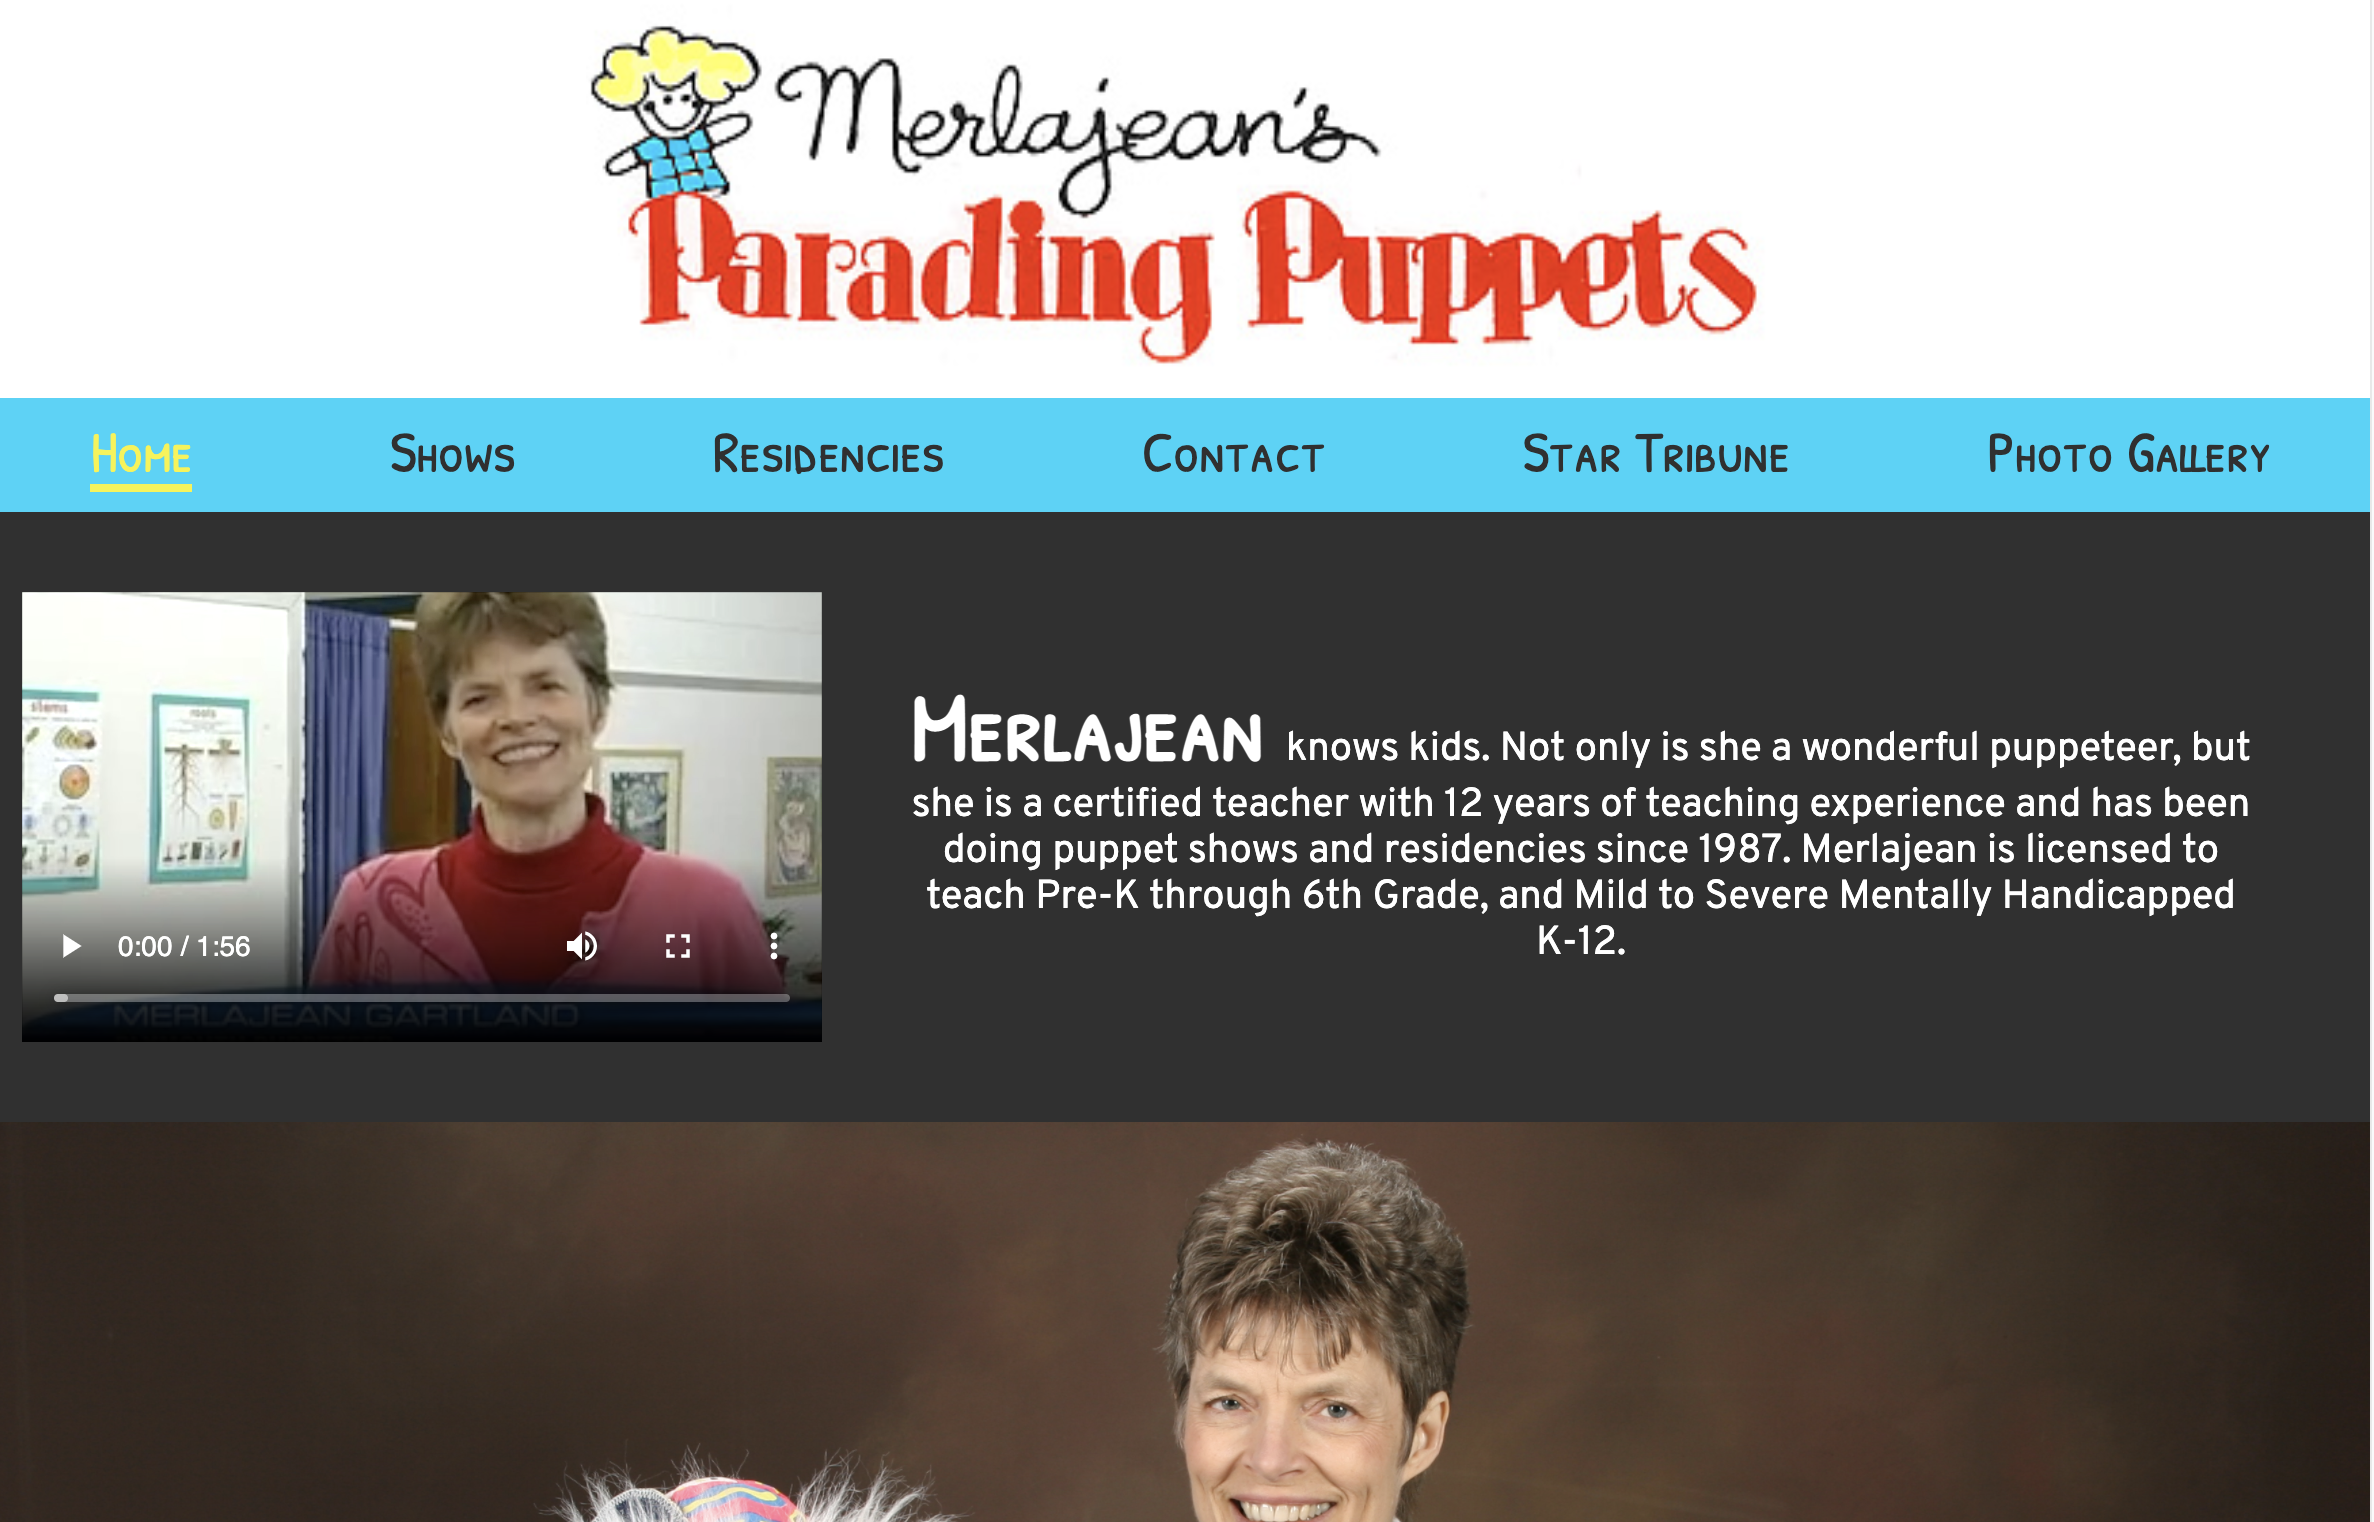 Merlajean's
Parading Puppets
Home Shows Residencies Contact Star Tribune Photo Gallery
stems
roots
0:00 / 1:56
MERLAJEAN GARTLAND
Merlajean knows kids. Not only is she a wonderful puppeteer, but
she is a certified teacher with 12 years of teaching experience and has been
doing puppet shows and residencies since 1987. Merlajean is licensed to
teach Pre-K through 6th Grade, and Mild to Severe Mentally Handicapped
K-12.